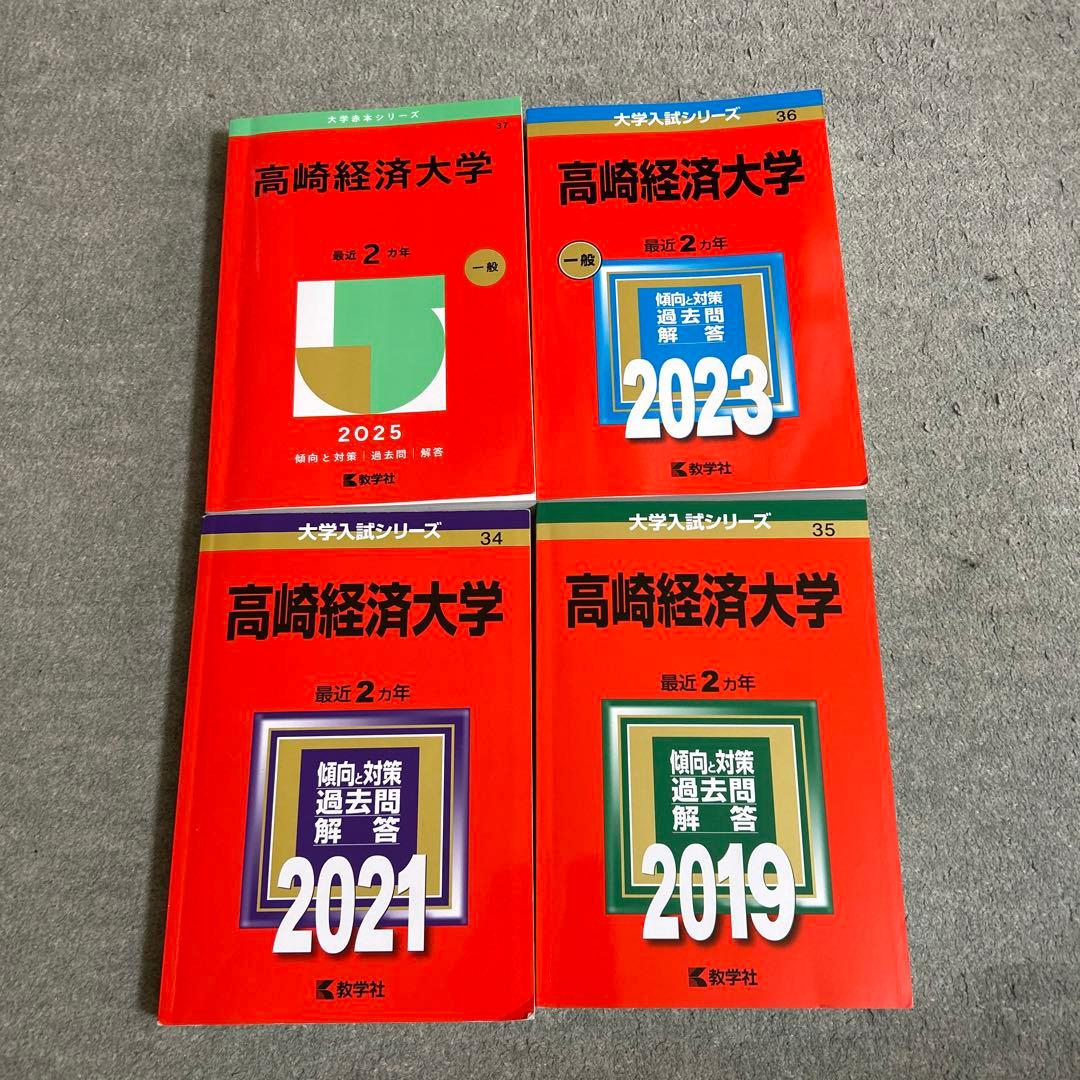 大学赤本シリーズ
37
高崎経済大学
最近2カ年
一般
2025
傾向と対策｜過去問｜解答
教学社
大学入試シリーズ
36
高崎経済大学
最近2カ年
一般
傾向と対策
過去問
解答
2023
教学社
大学入試シリーズ
34
高崎経済大学
最近2カ年
傾向と対策
過去問
解答
2021
教学社
大学入試シリーズ
35
高崎経済大学
最近2カ年
傾向と対策
過去問
解答
2019
教学社